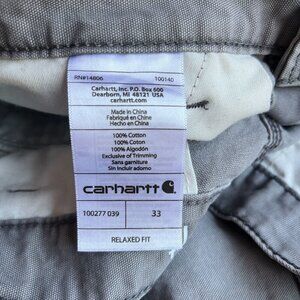 RN#14806 100140
Carhartt, Inc. P.O. Box 600
Dearborn, MI 48121 USA
carhartt.com
Made in China
Fabriqué en Chine
Hecho en China
100% Cotton
100% Coton
100% Algodón
Exclusive of Trimming
Sans garniture
Sin incluir adorno
carhartt
100277 039 33
RELAXED FIT